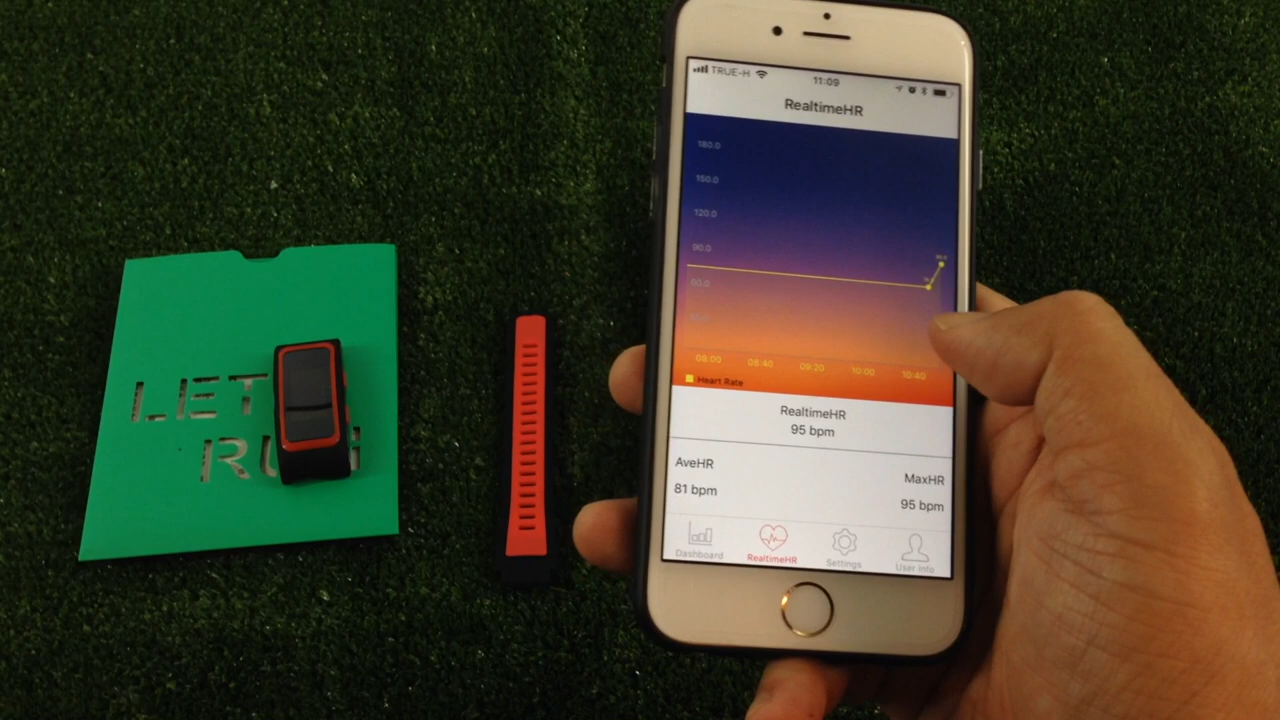 LET
RU
TRUE-H
11:09
RealtimeHR
180.0
150.0
120.0
90.0
60.0
08:00 08:40 09:20 10:00 10:40
Heart Rate
RealtimeHR
95 bpm
AveHR
81 bpm
MaxHR
95 bpm
Dashboard
RealtimeHR
Settings
User Info